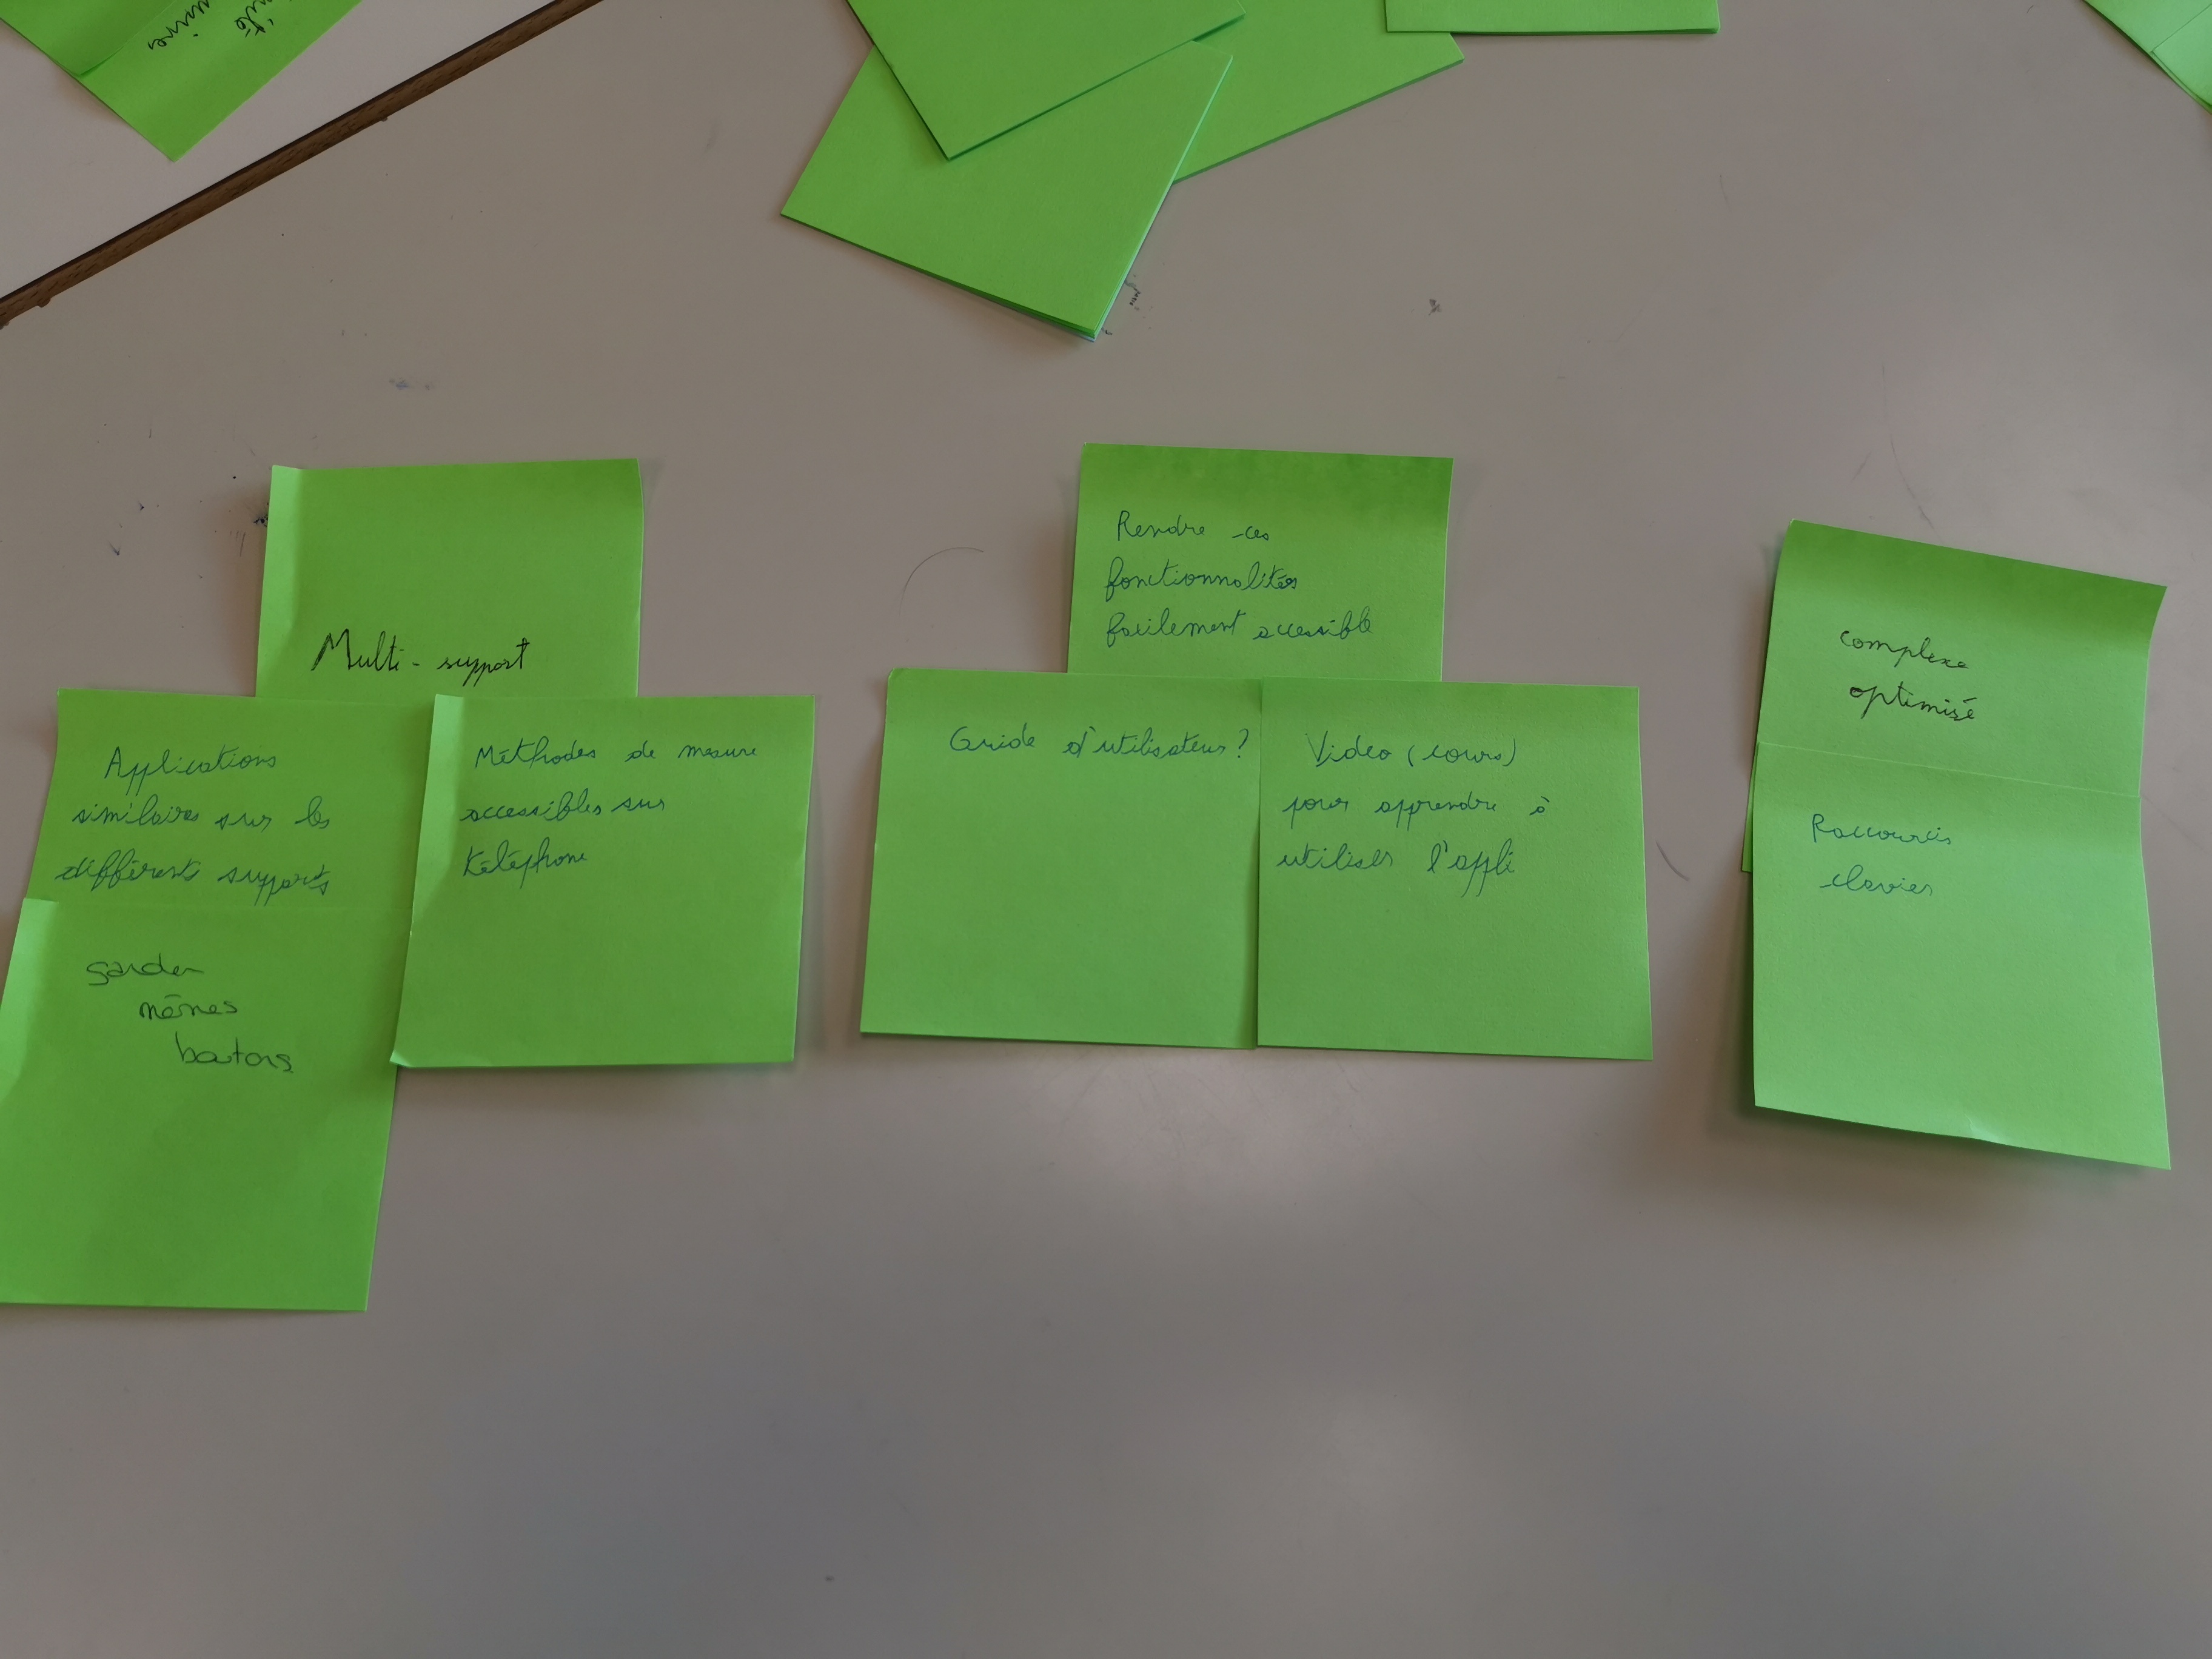 Multi-support
Applications
similaires sur les
différents supports
garder
mêmes
boutons
Méthodes de mesure
accessibles sur
téléphone
Rendre ces
fonctionnalités
facilement accessible
Guide d'utilisateur?
Video (cours)
pour apprendre à
utiliser l'appli
complexe
optimisé
Raccourcis
clavier